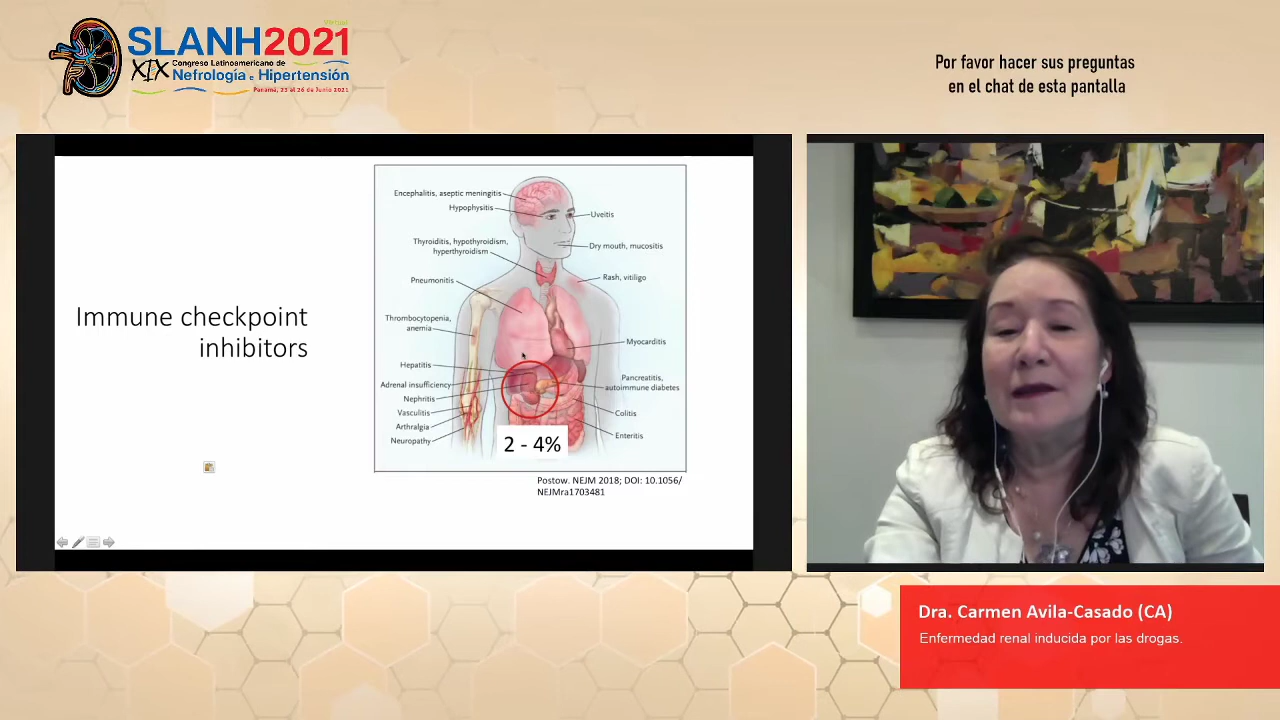 Virtual
SLANH2021
XIX Congreso Latinoamericano de
Nefrología e Hipertensión
Panamá, 23 al 26 de Junio 2021
Por favor hacer sus preguntas
en el chat de esta pantalla
Immune checkpoint
inhibitors
Encephalitis, aseptic meningitis
Hypophysitis
Uveitis
Thyroiditis, hypothyroidism,
hyperthyroidism
Dry mouth, mucositis
Pneumonitis
Rash, vitiligo
Thrombocytopenia,
anemia
Myocarditis
Hepatitis
Adrenal insufficiency
Pancreatitis,
autoimmune diabetes
Nephritis
Vasculitis
Colitis
Arthralgia
Neuropathy
Enteritis
2 - 4%
Postow. NEJM 2018; DOI: 10.1056/
NEJMra1703481
Dra. Carmen Avila-Casado (CA)
Enfermedad renal inducida por las drogas.